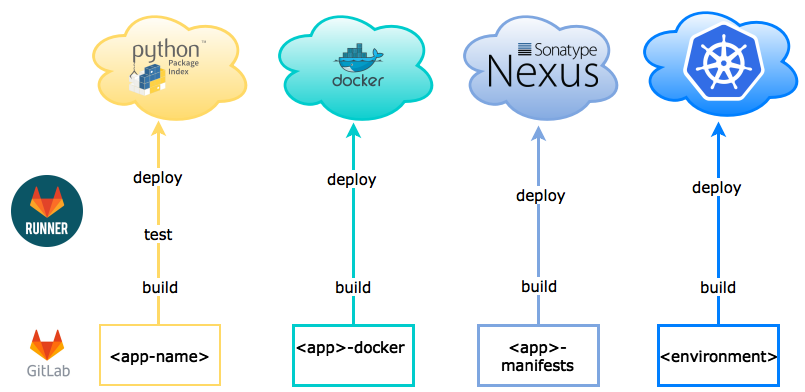 python™
Package
Index
docker
Sonatype
Nexus
deploy
deploy
deploy
deploy
RUNNER
test
build
build
build
build
GitLab
<app-name>
<app>-docker
<app>-
manifests
<environment>